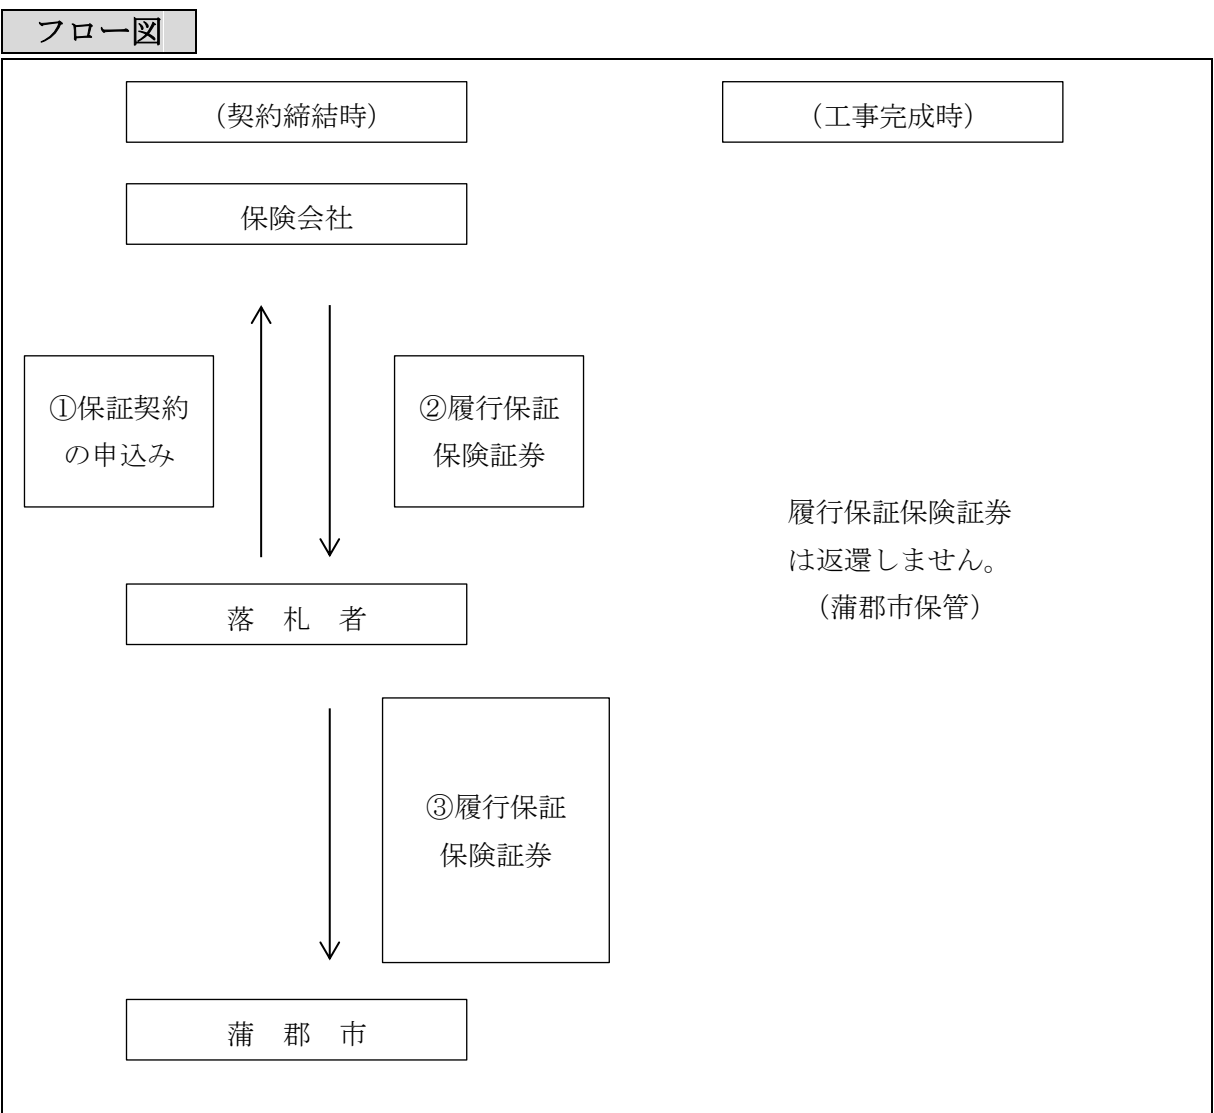 フロー図
（契約締結時）
（工事完成時）
保険会社
①保証契約
の申込み
②履行保証
保険証券
履行保証保険証券
は返還しません。
（蒲郡市保管）
落　札　者
③履行保証
保険証券
蒲　郡　市